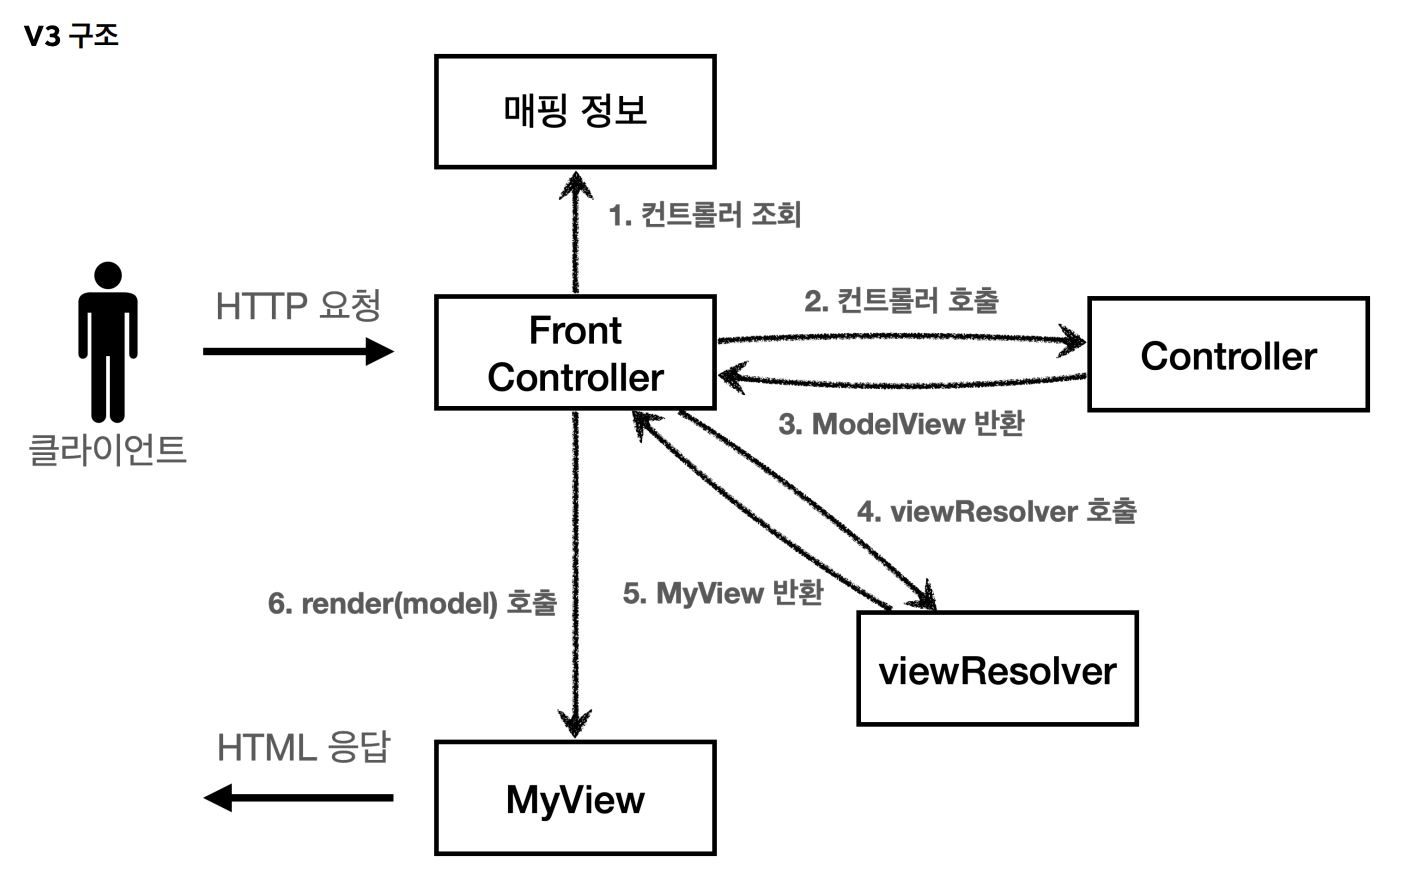 V3 구조
매핑 정보
1. 컨트롤러 조회
HTTP 요청
Front
Controller
2. 컨트롤러 호출
Controller
3. ModelView 반환
클라이언트
4. viewResolver 호출
5. MyView 반환
6. render(model) 호출
viewResolver
HTML 응답
MyView